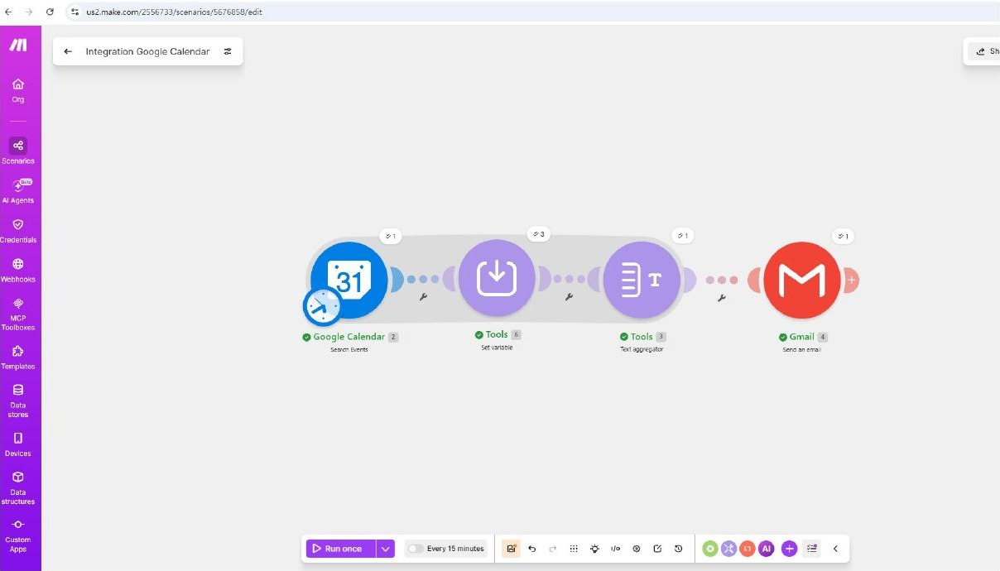 us2.make.com/2556733/scenarios/5676858/edit
Integration Google Calendar
Sh
Org
Scenarios
Beta
AI Agents
Credentials
Webhooks
MCP
Toolboxes
Templates
Data
stores
Devices
Data
structures
Custom
Apps
1
3
1
1
31
T
Google Calendar 2
Search Events
Tools 6
Set variable
Tools 3
Text aggregator
Gmail 4
Send an email
Run once
Every 15 minutes
I/O
AI